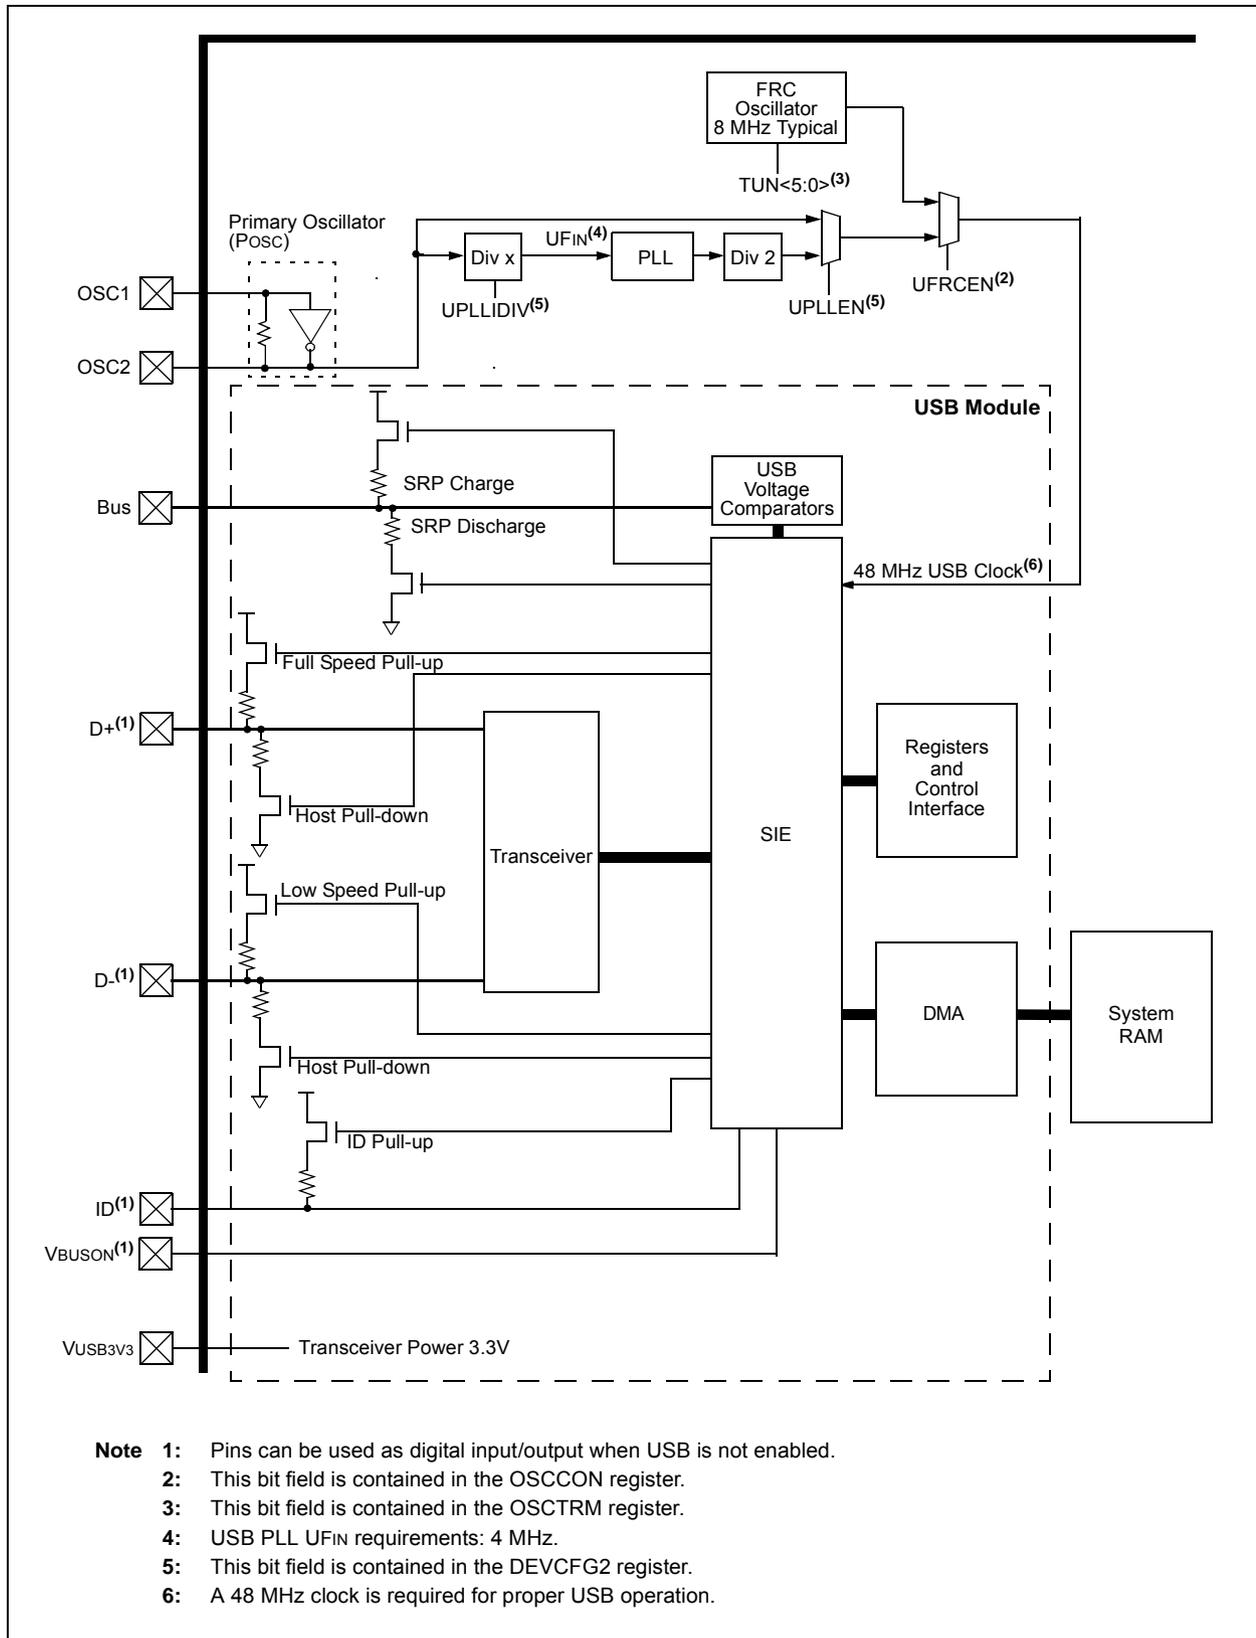 FRC
Oscillator
8 MHz Typical
TUN<5:0>(3)
Primary Oscillator
(POSC)
UFIN(4)
Div x
PLL
Div 2
UPLLIDIV(5)
UPLLEN(5)
UFRCEN(2)
OSC1
OSC2
USB Module
USB
Voltage
Comparators
SRP Charge
Bus
SRP Discharge
48 MHz USB Clock(6)
Full Speed Pull-up
D+(1)
Registers
and
Control
Interface
Host Pull-down
SIE
Transceiver
Low Speed Pull-up
D-(1)
DMA
System
RAM
Host Pull-down
ID Pull-up
ID(1)
VBUSON(1)
VUSB3V3
Transceiver Power 3.3V
Note 1: Pins can be used as digital input/output when USB is not enabled.
2: This bit field is contained in the OSCCON register.
3: This bit field is contained in the OSCTRM register.
4: USB PLL UFIN requirements: 4 MHz.
5: This bit field is contained in the DEVCFG2 register.
6: A 48 MHz clock is required for proper USB operation.